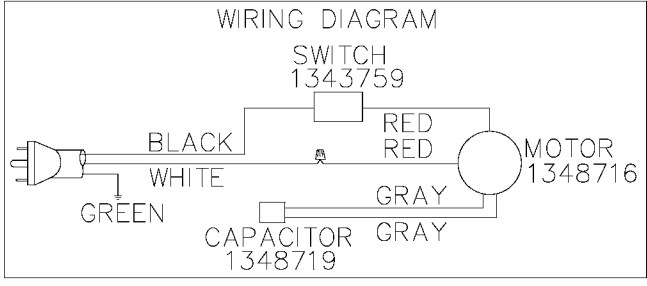 WIRING DIAGRAM
SWITCH
1343759
BLACK
RED
RED
WHITE
MOTOR
1348716
GREEN
GRAY
GRAY
CAPACITOR
1348719